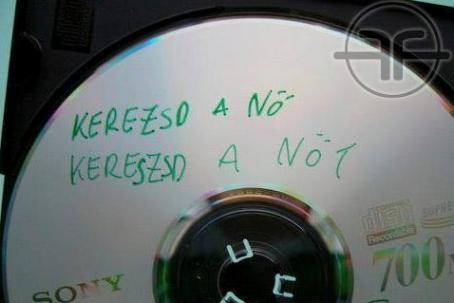 KEREZSD A NŐ
KERESZSD A NŐT
SONY
700